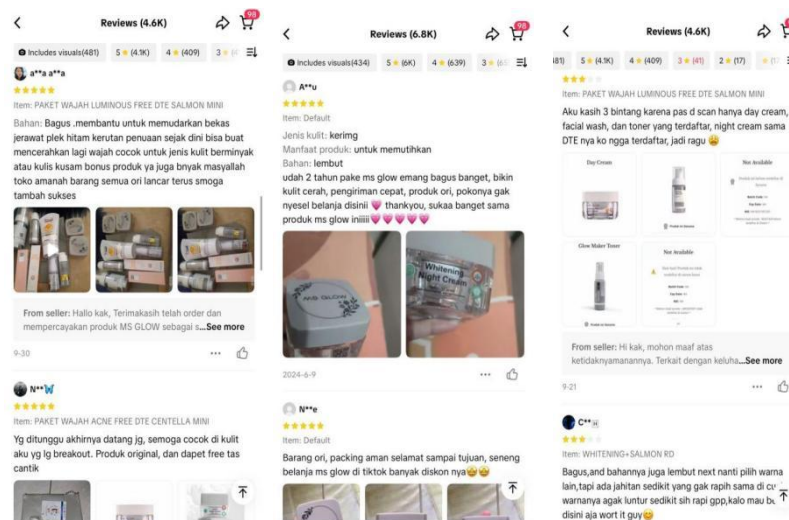 Reviews (4.6K)
98
Includes visuals(481) 5 ★ (4.1K) 4 ★ (409) 3 ★
a**a a**a
Item: PAKET WAJAH LUMINOUS FREE DTE SALMON MINI
Bahan: Bagus .membantu untuk memudarkan bekas
jerawat plek hitam kerutan penuaan sejak dini bisa buat
mencerahkan lagi wajah cocok untuk jenis kulit berminyak
atau kulis kusam bonus produk ya juga bnyak masyallah
toko amanah barang semua ori lancar terus smoga
tambah sukses
From seller: Hallo kak, Terimakasih telah order dan
mempercayakan produk MS GLOW sebagai s...See more
9-30
N**
Item: PAKET WAJAH ACNE FREE DTE CENTELLA MINI
Yg ditunggu akhirnya datang jg, semoga cocok di kulit
aku yg lg breakout. Produk original, dan dapet free tas
cantik
Reviews (6.8K)
98
Includes visuals(434) 5 ★ (6K) 4 ★ (639) 3 ★
A**u
Item: Default
Jenis kulit: kerimg
Manfaat produk: untuk memutihkan
Bahan: lembut
udah 2 tahun pake ms glow emang bagus banget, bikin
kulit cerah, pengiriman cepat, produk ori, pokonya gak
nyesel belanja disinii 💗 thankyou, sukaa banget sama
produk ms glow iniiiii💗💗💗💗💗
MS GLOW
Whitening
Night Cream
2024-6-9
N**e
Item: Default
Barang ori, packing aman selamat sampai tujuan, seneng
belanja ms glow di tiktok banyak diskon nya
Reviews (4.6K)
5 ★ (4.1K) 4 ★ (409) 3 ★ (41) 2 ★ (17)
Item: PAKET WAJAH LUMINOUS FREE DTE SALMON MINI
Aku kasih 3 bintang karena pas d scan hanya day cream,
facial wash, dan toner yang terdaftar, night cream sama
DTE nya ko ngga terdaftar, jadi ragu
Day Cream
Not Available
Glow Maker Toner
Not Available
From seller: Hi kak, mohon maaf atas
ketidaknyamanannya. Terkait dengan keluha...See more
9-21
C**H
Item: WHITENING+SALMON RD
Bagus,and bahannya juga lembut next nanti pilih warna
lain,tapi ada jahitan sedikit yang gak rapih sama di
warnanya agak luntur sedikit sih rapi gpp,kalo mau
disini aja wort it guy